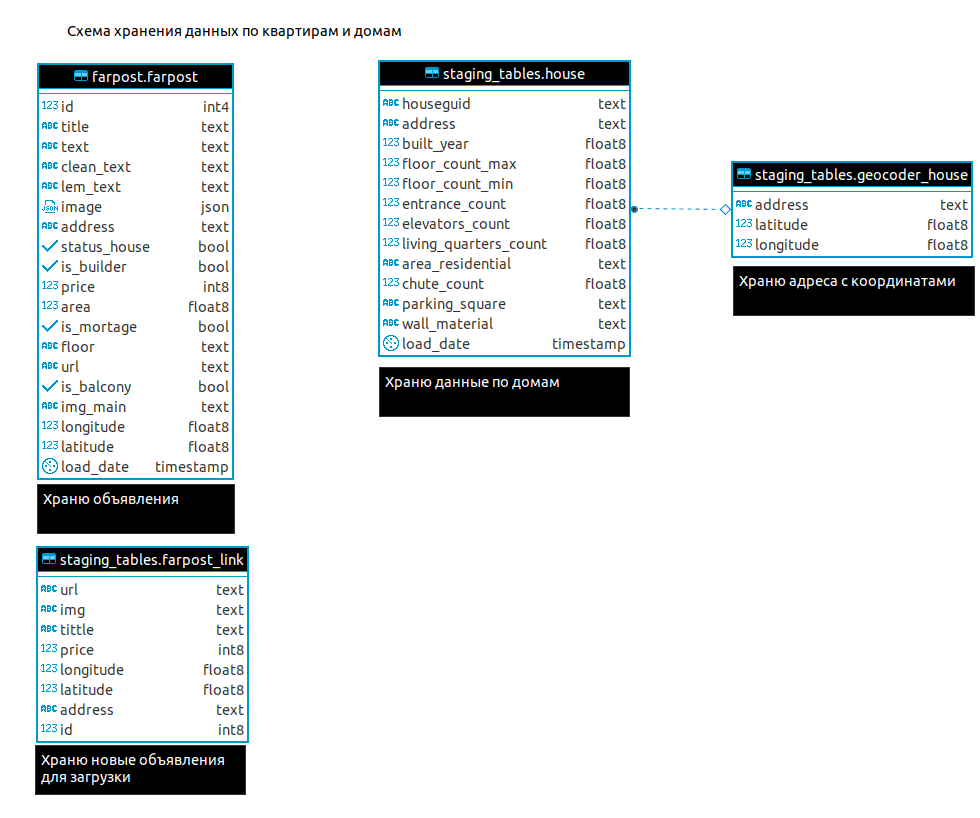 Схема хранения данных по квартирам и домам
farpost.farpost
123 id int4
ABC title text
ABC text text
ABC clean_text text
ABC lem_text text
JSON image json
ABC address text
status_house bool
is_builder bool
123 price int8
123 area float8
is_mortage bool
ABC floor text
ABC url text
is_balcony bool
ABC img_main text
123 longitude float8
123 latitude float8
load_date timestamp
Храню объявления
staging_tables.farpost_link
ABC url text
ABC img text
ABC tittle text
123 price int8
123 longitude float8
123 latitude float8
ABC address text
123 id int8
Храню новые объявления
для загрузки
staging_tables.house
ABC houseguid text
ABC address text
123 built_year float8
123 floor_count_max float8
123 floor_count_min float8
123 entrance_count float8
123 elevators_count float8
123 living_quarters_count float8
ABC area_residential text
123 chute_count float8
ABC parking_square text
ABC wall_material text
load_date timestamp
Храню данные по домам
staging_tables.geocoder_house
ABC address text
123 latitude float8
123 longitude float8
Храню адреса с координатами